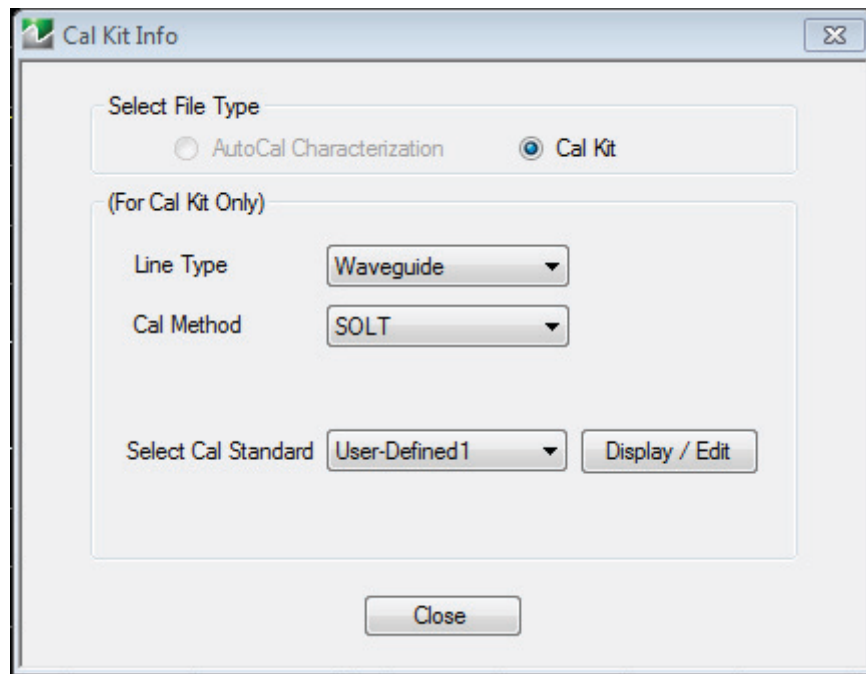 Cal Kit Info
Select File Type
AutoCal Characterization Cal Kit
(For Cal Kit Only)
Line Type Waveguide
Cal Method SOLT
Select Cal Standard User-Defined1 Display / Edit
Close